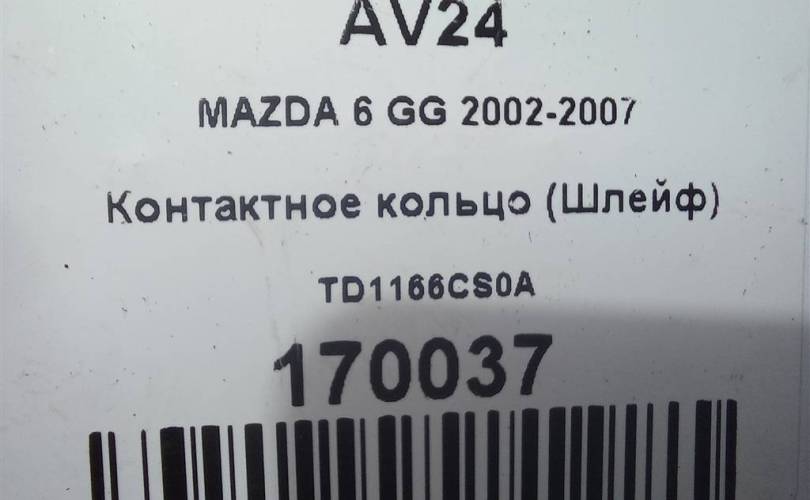 AV24
MAZDA 6 GG 2002-2007
Контактное кольцо (Шлейф)
TD1166CS0A
170037